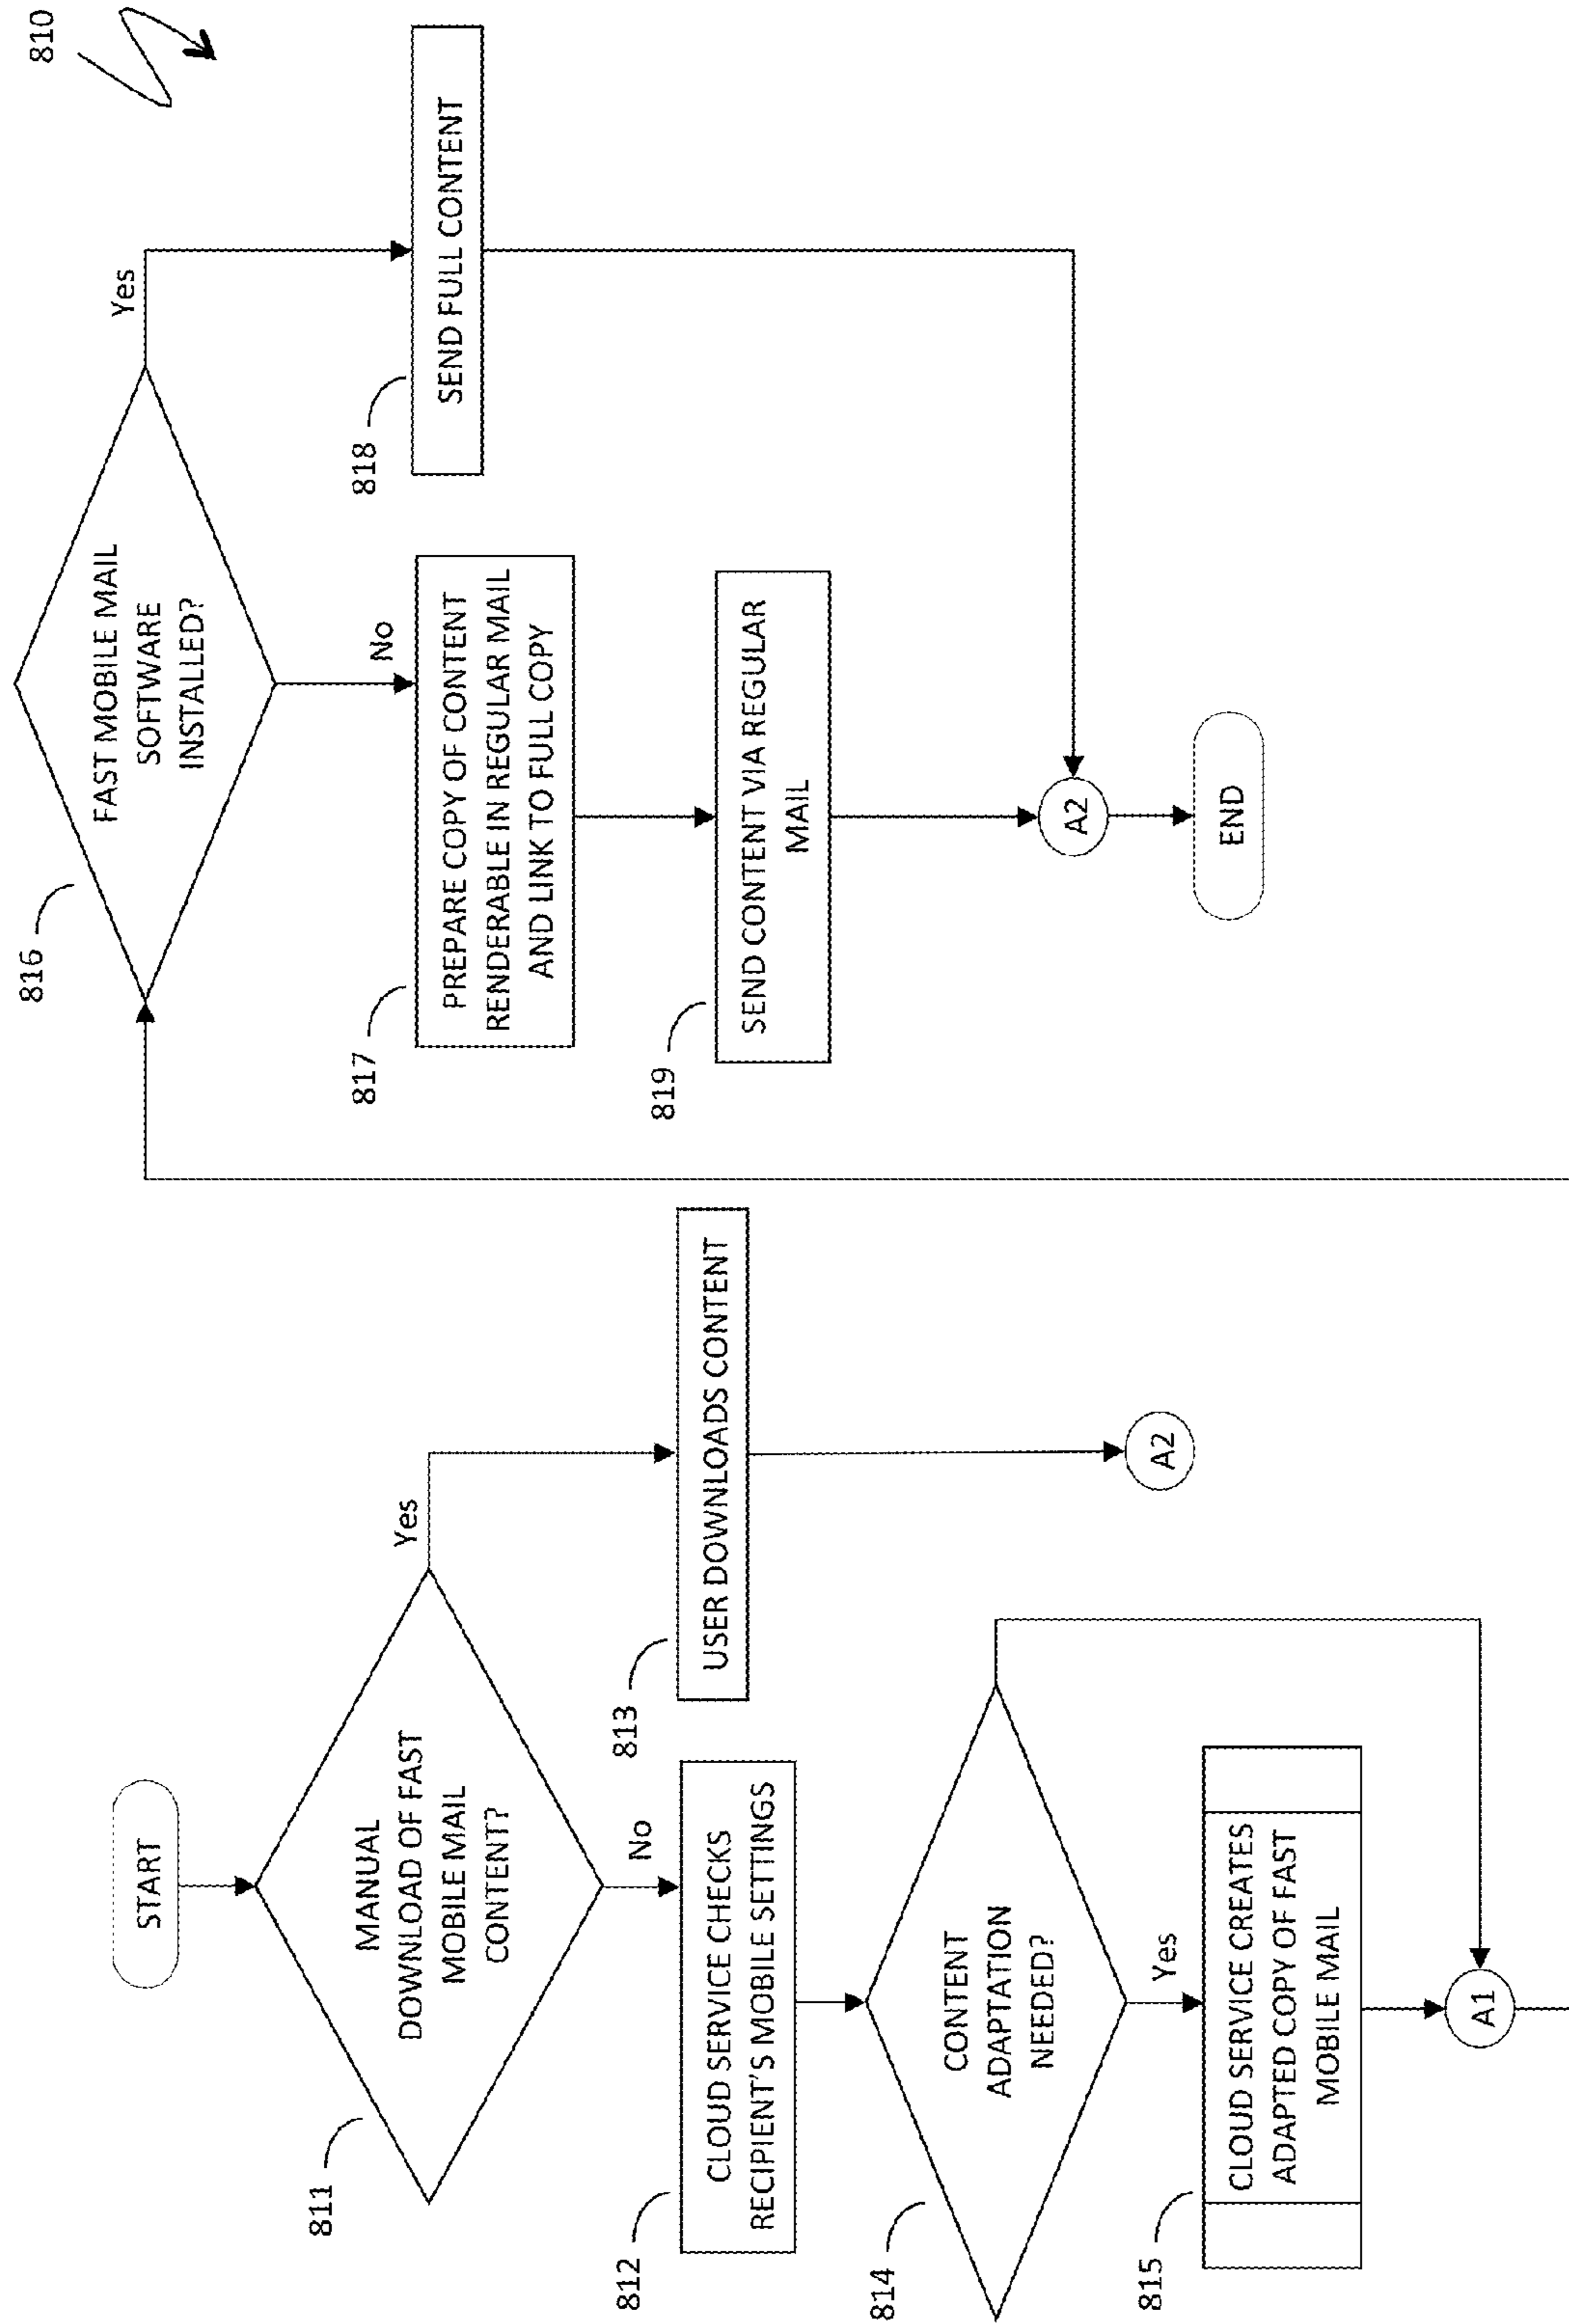 810
START
811
MANUAL
DOWNLOAD OF FAST
MOBILE MAIL
CONTENT?
Yes
No
812
CLOUD SERVICE CHECKS
RECIPIENT'S MOBILE SETTINGS
813
USER DOWNLOADS CONTENT
A2
814
CONTENT
ADAPTATION
NEEDED?
Yes
815
CLOUD SERVICE CREATES
ADAPTED COPY OF FAST
MOBILE MAIL
A1
816
FAST MOBILE MAIL
SOFTWARE
INSTALLED?
Yes
No
817
PREPARE COPY OF CONTENT
RENDERABLE IN REGULAR MAIL
AND LINK TO FULL COPY
818
SEND FULL CONTENT
819
SEND CONTENT VIA REGULAR
MAIL
A2
END